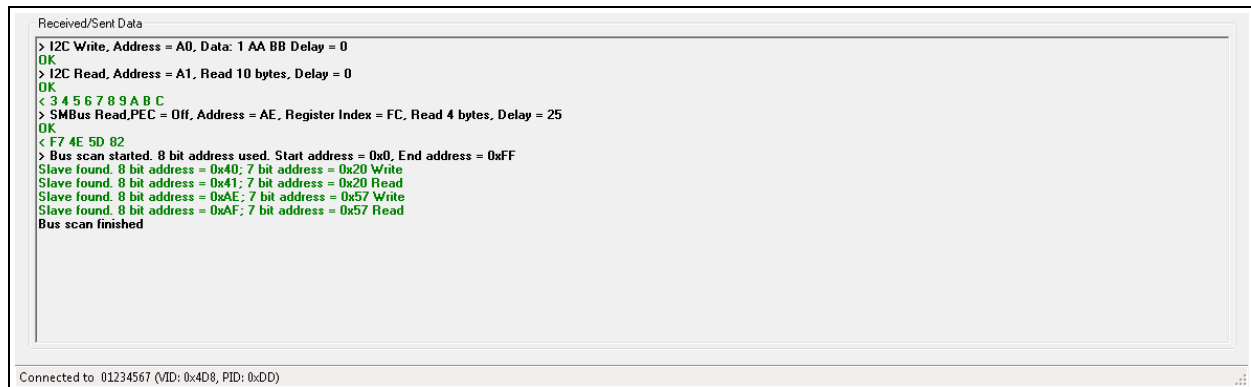 Received/Sent Data
> I2C Write, Address = A0, Data: 1 AA BB Delay = 0
OK
> I2C Read, Address = A1, Read 10 bytes, Delay = 0
OK
< 3 4 5 6 7 8 9 A B C
> SMBus Read,PEC = Off, Address = AE, Register Index = FC, Read 4 bytes, Delay = 25
OK
< F7 4E 5D 82
> Bus scan started. 8 bit address used. Start address = 0x0, End address = 0xFF
Slave found. 8 bit address = 0x40; 7 bit address = 0x20 Write
Slave found. 8 bit address = 0x41; 7 bit address = 0x20 Read
Slave found. 8 bit address = 0xAE; 7 bit address = 0x57 Write
Slave found. 8 bit address = 0xAF; 7 bit address = 0x57 Read
Bus scan finished
Connected to 01234567 (VID: 0x4D8, PID: 0xDD)